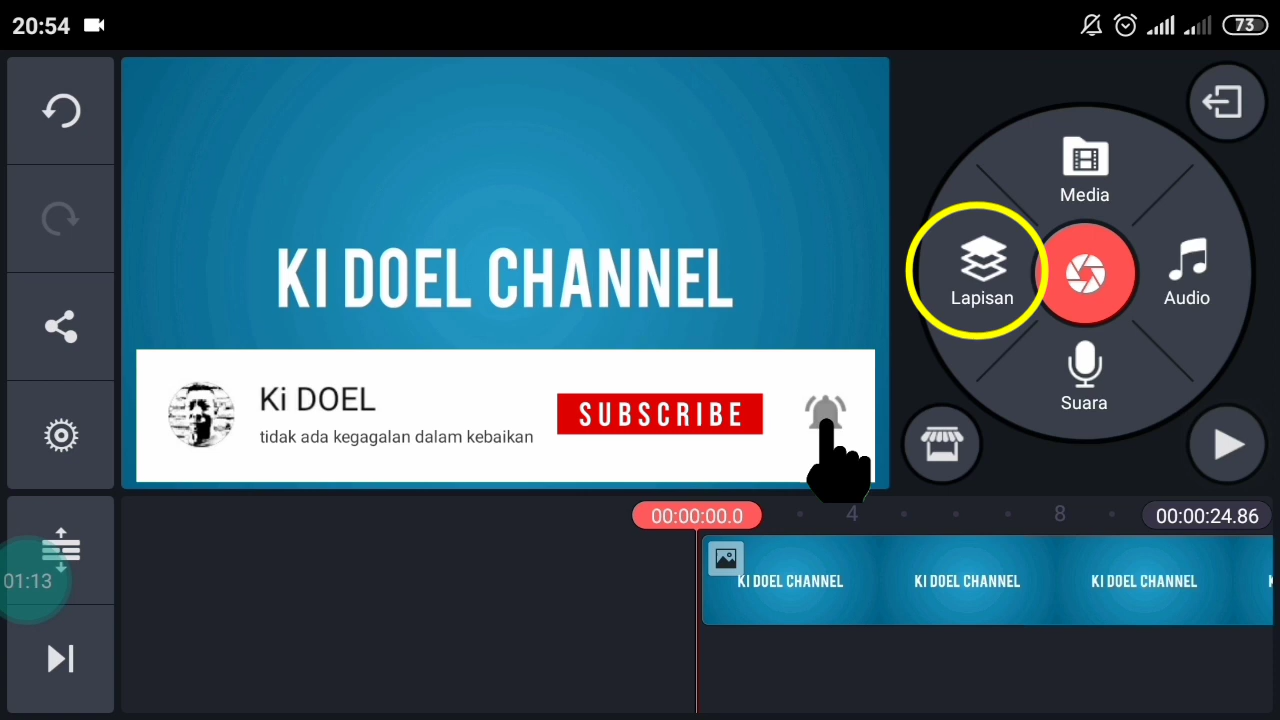 20:54
73
Media
Lapisan
Audio
Suara
KI DOEL CHANNEL
Ki DOEL
tidak ada kegagalan dalam kebaikan
SUBSCRIBE
00:00:00.0
4
8
00:00:24.86
01:13
KI DOEL CHANNEL
KI DOEL CHANNEL
KI DOEL CHANNEL
K